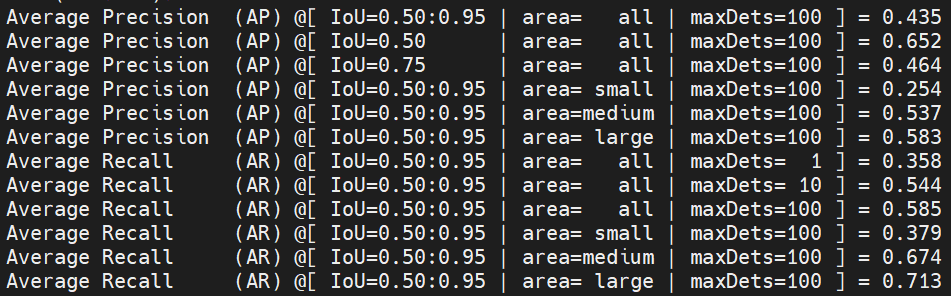 Average Precision  (AP) @[ IoU=0.50:0.95 | area=   all | maxDets=100 ] = 0.435
Average Precision  (AP) @[ IoU=0.50      | area=   all | maxDets=100 ] = 0.652
Average Precision  (AP) @[ IoU=0.75      | area=   all | maxDets=100 ] = 0.464
Average Precision  (AP) @[ IoU=0.50:0.95 | area= small | maxDets=100 ] = 0.254
Average Precision  (AP) @[ IoU=0.50:0.95 | area=medium | maxDets=100 ] = 0.537
Average Precision  (AP) @[ IoU=0.50:0.95 | area= large | maxDets=100 ] = 0.583
Average Recall     (AR) @[ IoU=0.50:0.95 | area=   all | maxDets=  1 ] = 0.358
Average Recall     (AR) @[ IoU=0.50:0.95 | area=   all | maxDets= 10 ] = 0.544
Average Recall     (AR) @[ IoU=0.50:0.95 | area=   all | maxDets=100 ] = 0.585
Average Recall     (AR) @[ IoU=0.50:0.95 | area= small | maxDets=100 ] = 0.379
Average Recall     (AR) @[ IoU=0.50:0.95 | area=medium | maxDets=100 ] = 0.674
Average Recall     (AR) @[ IoU=0.50:0.95 | area= large | maxDets=100 ] = 0.713